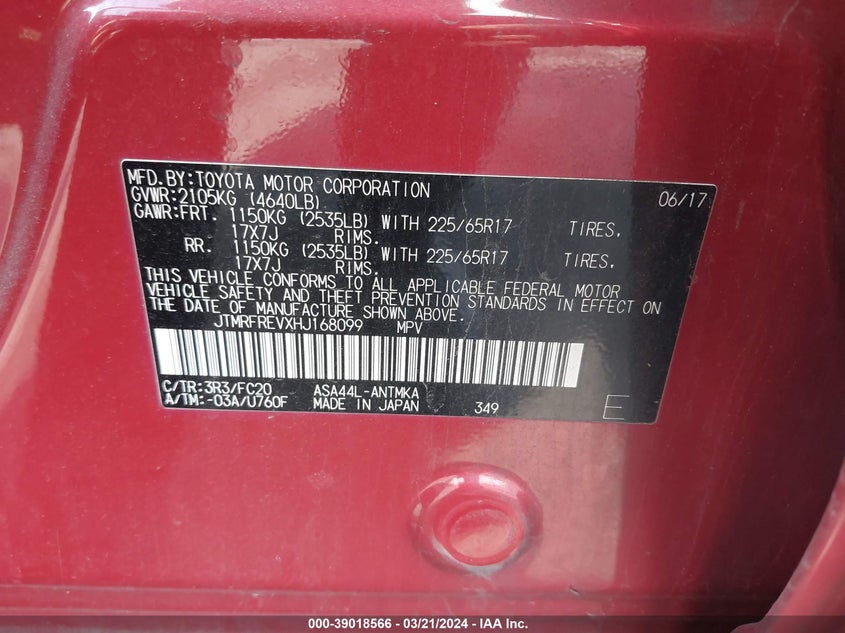 MFD.BY:TOYOTA MOTOR CORPORATION 06/17
GVWR:2105KG (4640LB)
GAWR:FRT. 1150KG (2535LB) WITH 225/65R17 TIRES,
17X7J RIMS.
RR. 1150KG (2535LB) WITH 225/65R17 TIRES,
17X7J RIMS.
THIS VEHICLE CONFORMS TO ALL APPLICABLE FEDERAL MOTOR
VEHICLE SAFETY AND THEFT PREVENTION STANDARDS IN EFFECT ON
THE DATE OF MANUFACTURE SHOWN ABOVE.
JTMRFREVXHJ168099 MPV
C/TR:3R3/FC20 ASA44L-ANTMKA
A/TM:-03A/U760F MADE IN JAPAN 349 E
000-39018566 — 03/21/2024 — IAA Inc.